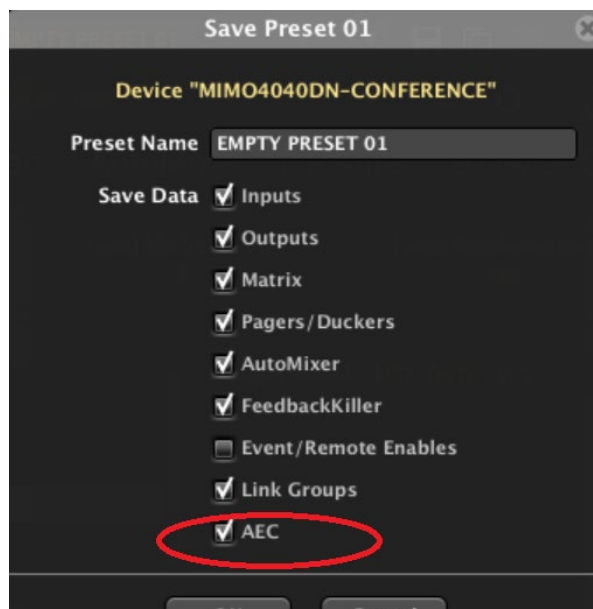 Save Preset 01
Device "MIMO4040DN-CONFERENCE"
Preset Name EMPTY PRESET 01
Save Data Inputs
Outputs
Matrix
Pagers/Duckers
AutoMixer
FeedbackKiller
Event/Remote Enables
Link Groups
AEC